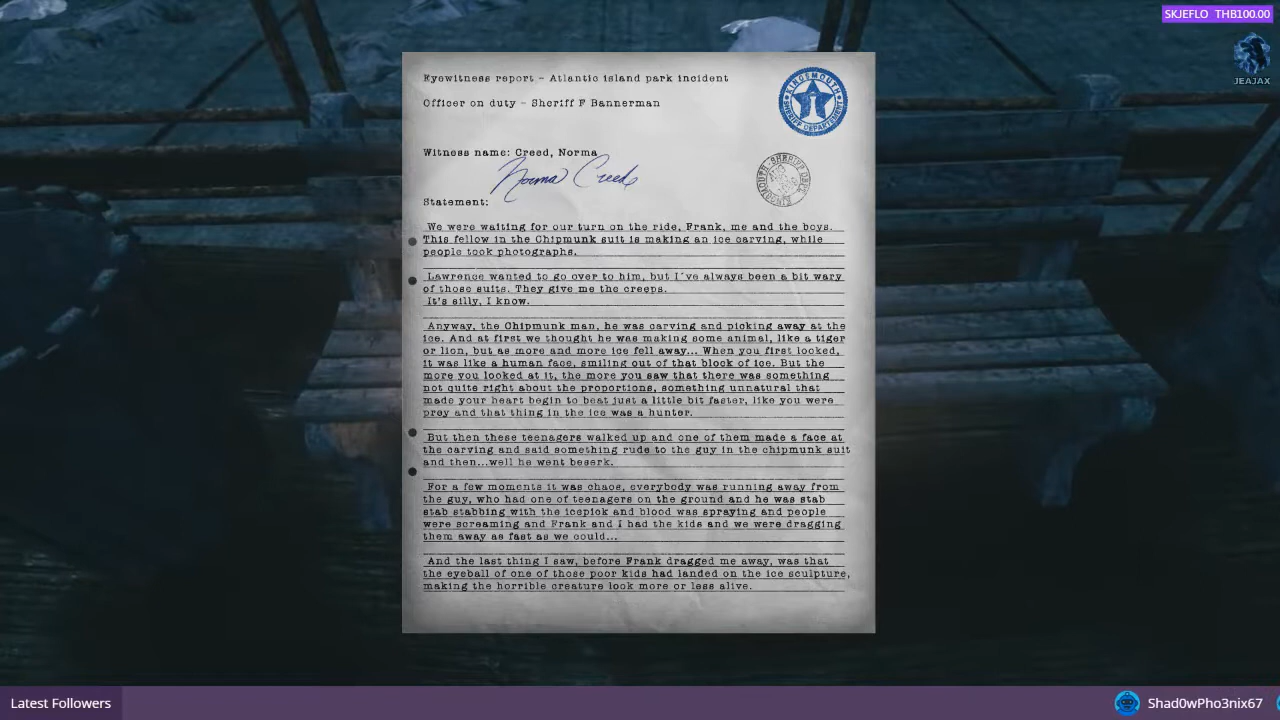 SKJEFLO THB100.00
JEAJAX
Eyewitness report - Atlantic island park incident
Officer on duty - Sheriff F Bannerman
KINGSMOUTH
SHERIFF DEPARTEMENT
Witness name: Creed, Norma
Norma Creed
KINGSMOUTH SHERIFF DEPT
Statement:
We were waiting for our turn on the ride, Frank, me and the boys.
This fellow in the Chipmunk suit is making an ice carving, while
people took photographs.
Lawrence wanted to go over to him, but I've always been a bit wary
of those suits. They give me the creeps.
It's silly, I know.
Anyway, the Chipmunk man, he was carving and picking away at the
ice. And at first we thought he was making some animal, like a tiger
or lion, but as more and more ice fell away... When you first looked,
it was like a human face, smiling out of that block of ice. But the
more you looked at it, the more you saw that there was something
not quite right about the proportions, something unnatural that
made your heart begin to beat just a little bit faster, like you were
prey and that thing in the ice was a hunter.
But then these teenagers walked up and one of them made a face at
the carving and said something rude to the guy in the chipmunk suit
and then...well he went beserk.
For a few moments it was chaos, everybody was running away from
the guy, who had one of teenagers on the ground and he was stab
stab stabbing with the icepick and blood was spraying and people
were screaming and Frank and I had the kids and we were dragging
them away as fast as we could...
And the last thing I saw, before Frank dragged me away, was that
the eyeball of one of those poor kids had landed on the ice sculpture,
making the horrible creature look more or less alive.
Latest Followers
Shad0wPho3nix67